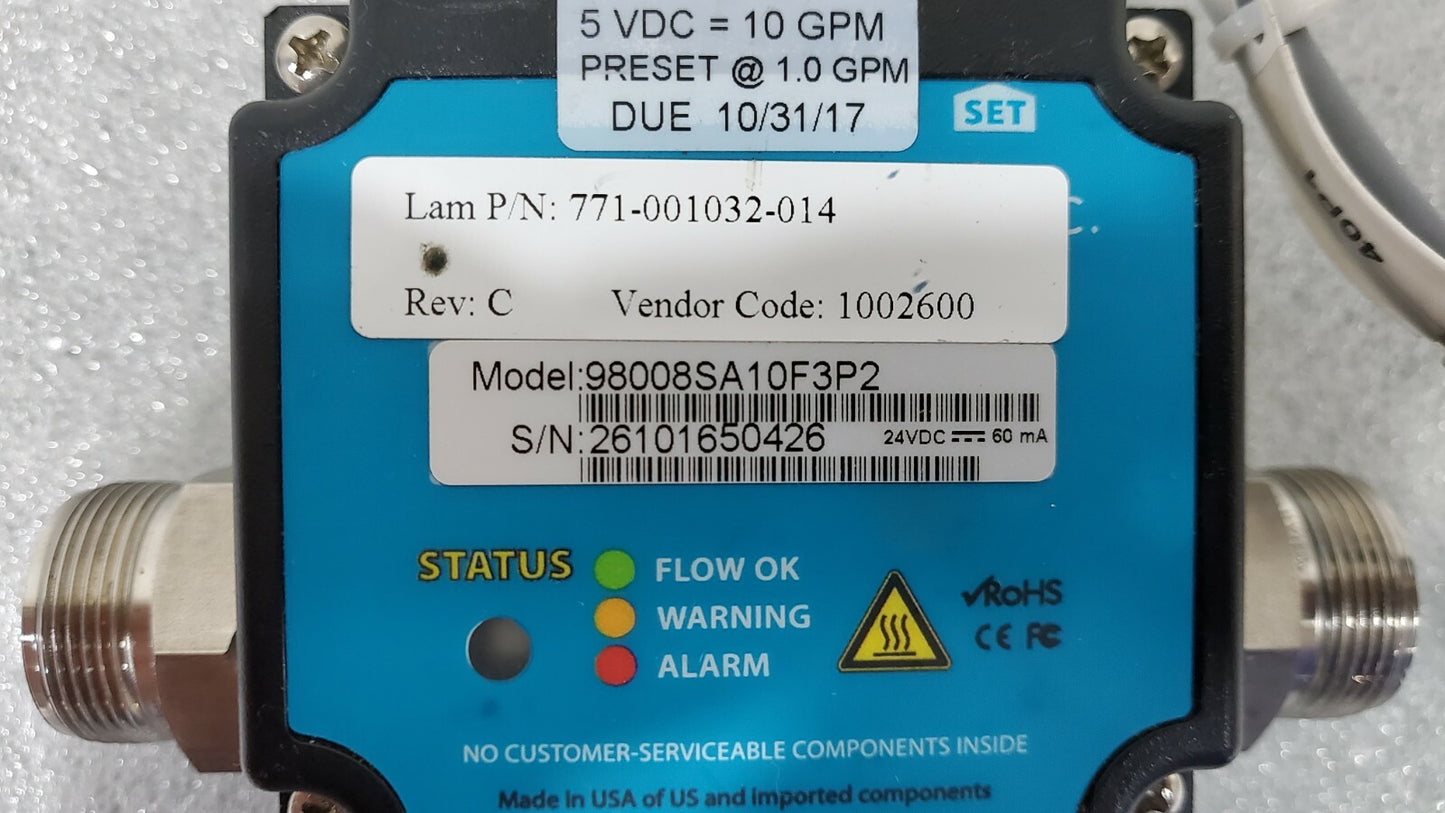 5 VDC = 10 GPM
PRESET @ 1.0 GPM
DUE 10/31/17
SET
Lam P/N: 771-001032-014
C.
Rev: C Vendor Code: 1002600
40P1
Model:98008SA10F3P2
S/N:26101650426 24VDC 60 mA
STATUS
FLOW OK
WARNING
ALARM
RoHS
CE FC
NO CUSTOMER-SERVICEABLE COMPONENTS INSIDE
Made in USA of US and imported components